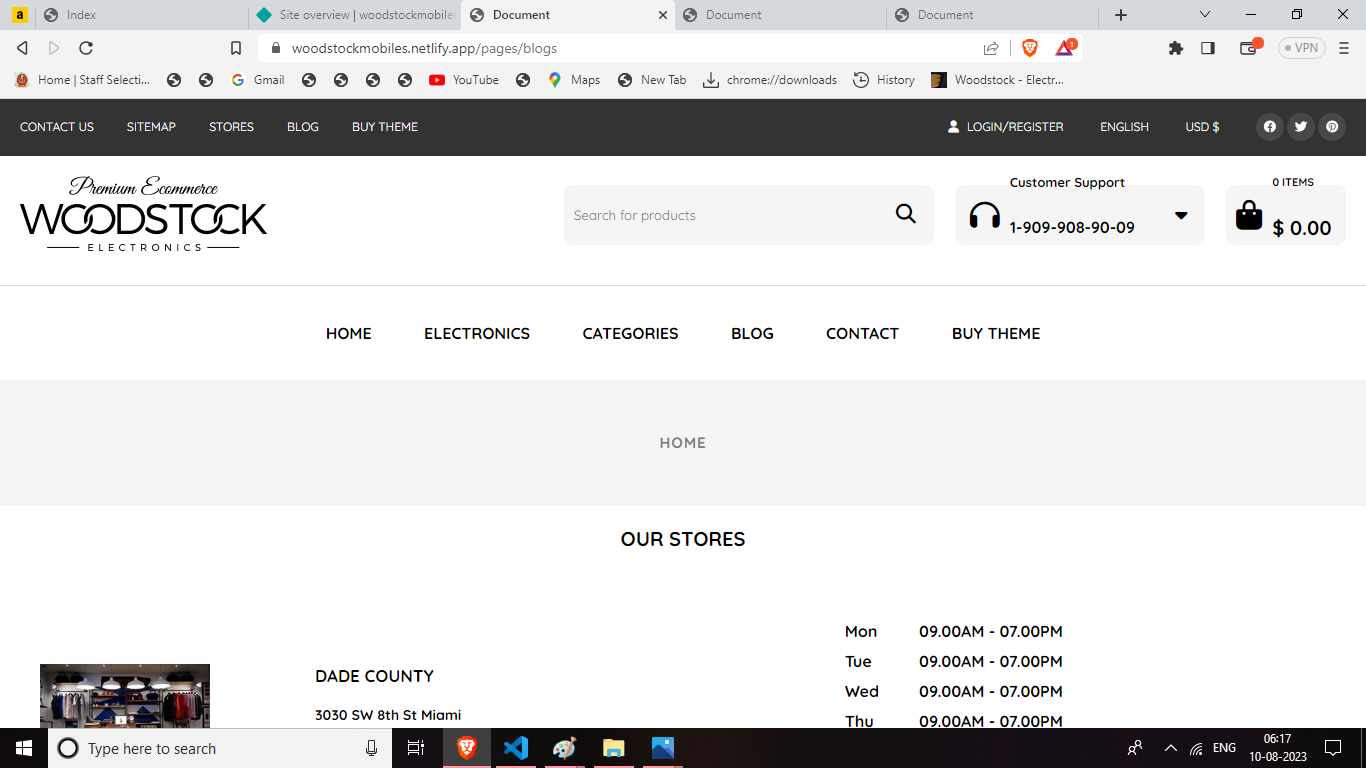 a
Index
Site overview | woodstockmobiles
Document
Document
Document
woodstockmobiles.netlify.app/pages/blogs
1
VPN
Home | Staff Selecti...
Gmail
YouTube
Maps
New Tab
chrome://downloads
History
Woodstock - Electr...
CONTACT US
SITEMAP
STORES
BLOG
BUY THEME
LOGIN/REGISTER
ENGLISH
USD $
Premium Ecommerce
WOODSTOCK
ELECTRONICS
Search for products
Customer Support
1-909-908-90-09
0 ITEMS
$ 0.00
HOME
ELECTRONICS
CATEGORIES
BLOG
CONTACT
BUY THEME
HOME
OUR STORES
DADE COUNTY
3030 SW 8th St Miami
Mon 09.00AM - 07.00PM
Tue 09.00AM - 07.00PM
Wed 09.00AM - 07.00PM
Thu 09.00AM - 07.00PM
Type here to search
ENG
06:17
10-08-2023